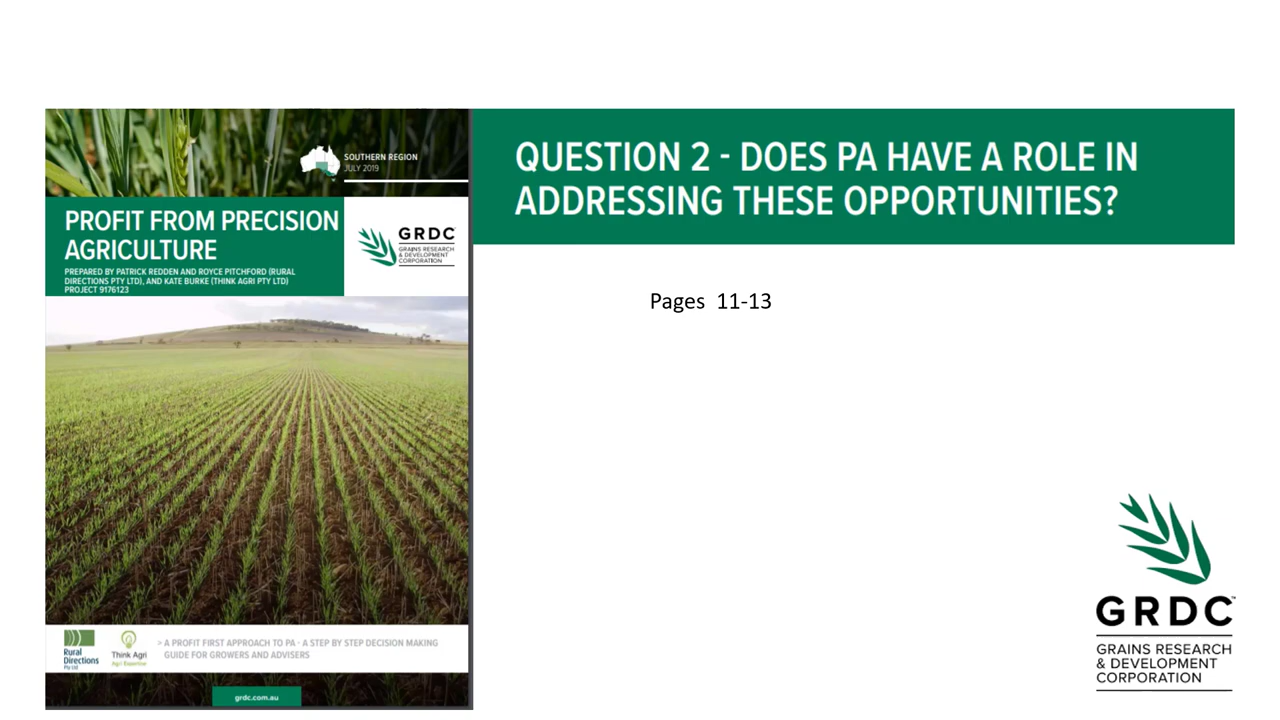 SOUTHERN REGION
JULY 2019
PROFIT FROM PRECISION
AGRICULTURE
PREPARED BY PATRICK REDDEN AND ROYCE PITCHFORD (RURAL
DIRECTIONS PTY LTD), AND KATE BURKE (THINK AGRI PTY LTD)
PROJECT 9176123
GRDC
GRAINS RESEARCH
& DEVELOPMENT
CORPORATION
Rural
Directions
Pty Ltd
Think Agri
Agri Expertise
> A PROFIT FIRST APPROACH TO PA - A STEP BY STEP DECISION MAKING
GUIDE FOR GROWERS AND ADVISERS
grdc.com.au
QUESTION 2 - DOES PA HAVE A ROLE IN
ADDRESSING THESE OPPORTUNITIES?
Pages 11-13
GRDC™
GRAINS RESEARCH
& DEVELOPMENT
CORPORATION